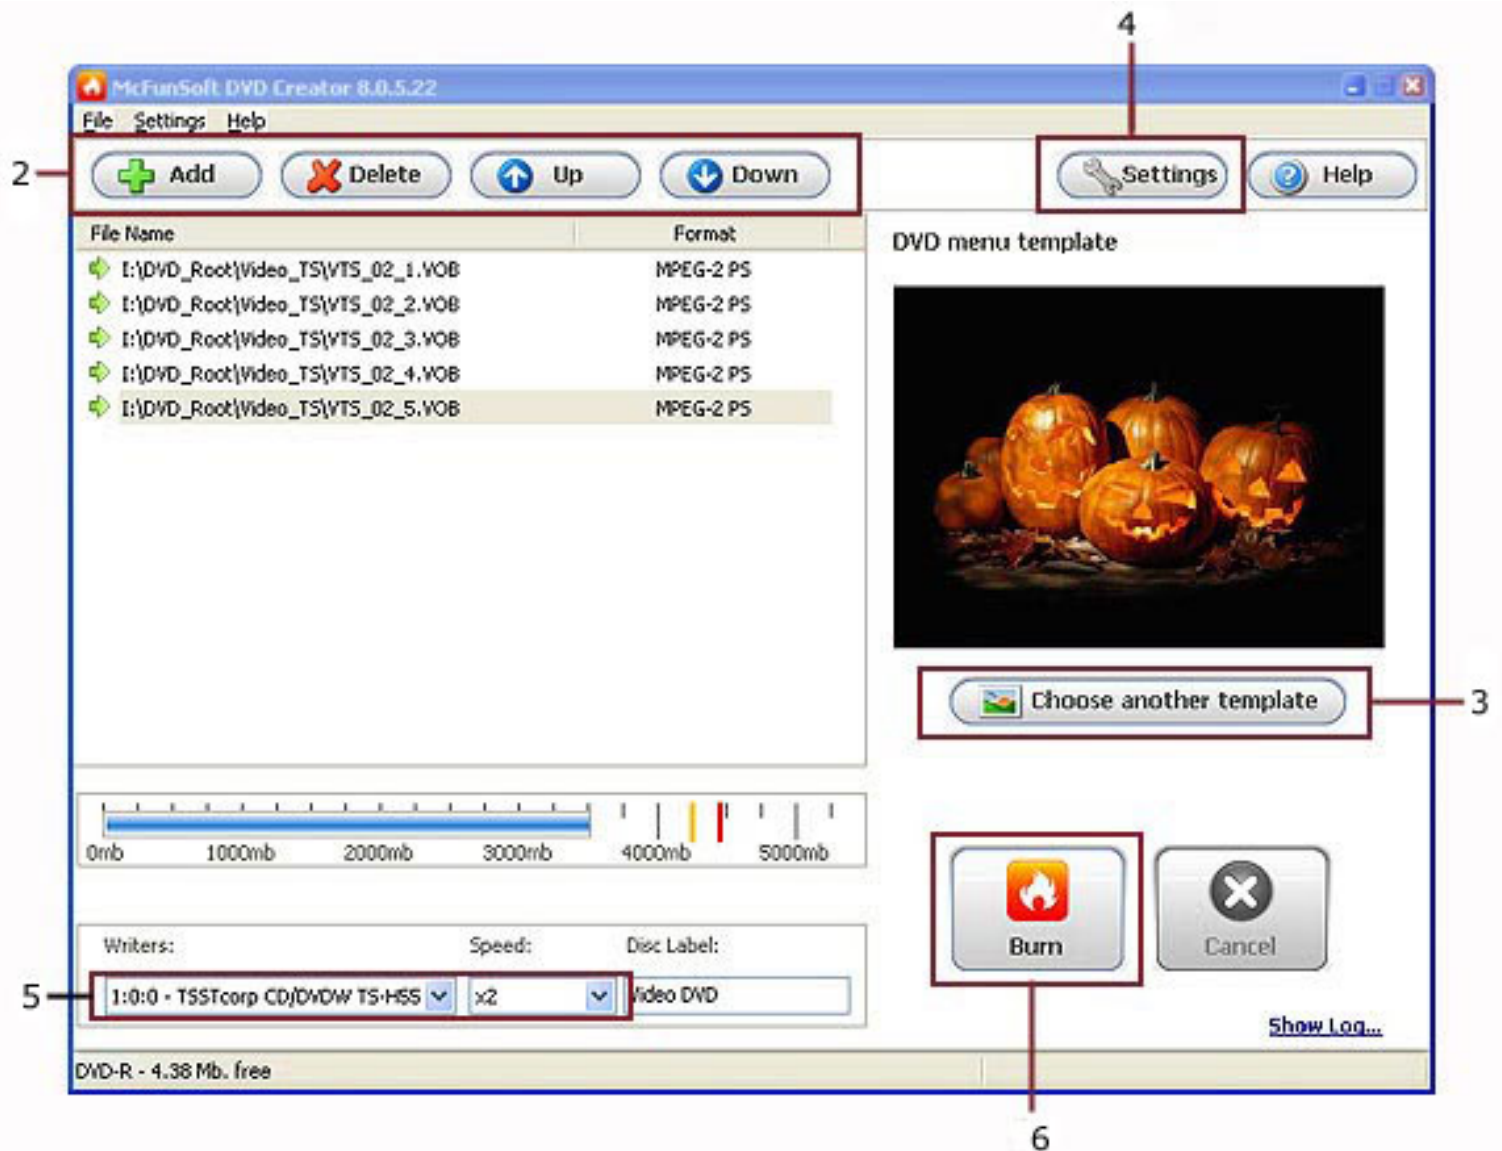 4
McFunSoft DVD Creator 8.0.5.22
File Settings Help
2
Add Delete Up Down Settings Help
File Name Format
DVD menu template
I:\DVD_Root\Video_TS\VTS_02_1.VOB MPEG-2 PS
I:\DVD_Root\Video_TS\VTS_02_2.VOB MPEG-2 PS
I:\DVD_Root\Video_TS\VTS_02_3.VOB MPEG-2 PS
I:\DVD_Root\Video_TS\VTS_02_4.VOB MPEG-2 PS
I:\DVD_Root\Video_TS\VTS_02_5.VOB MPEG-2 PS
Choose another template
3
0mb 1000mb 2000mb 3000mb 4000mb 5000mb
Burn Cancel
Writers: Speed: Disc Label:
5
1:0:0 - TSSTcorp CD/DVDW TS-H55 x2 Video DVD
Show Log...
DVD-R - 4.38 Mb. free
6